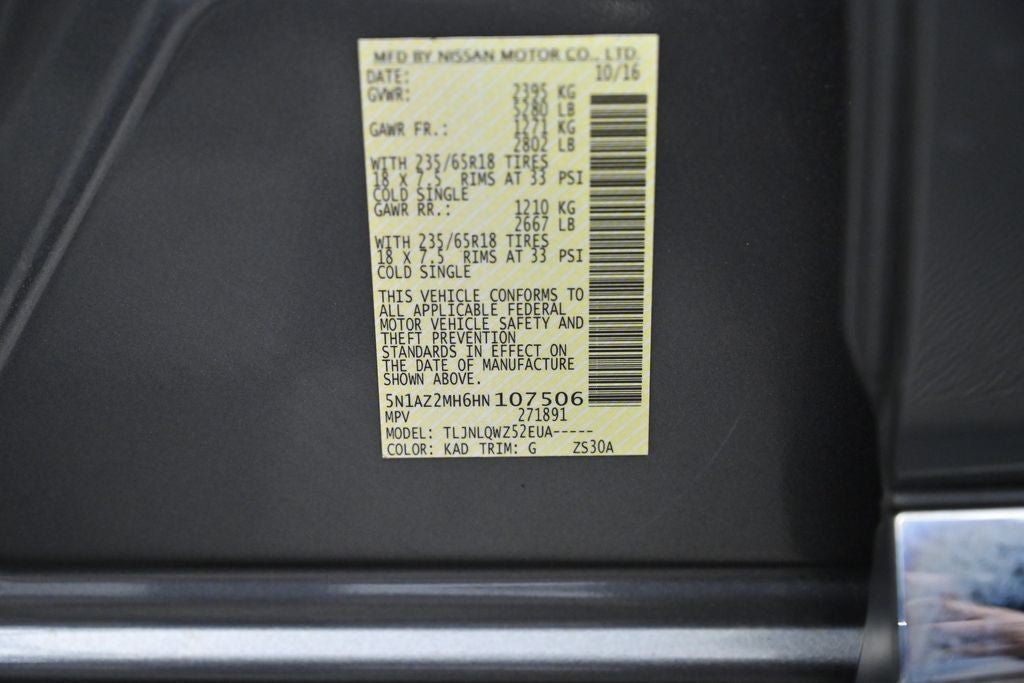 MFD BY NISSAN MOTOR CO., LTD.
DATE: 10/16
GVWR: 2395 KG
5280 LB
GAWR FR.: 1271 KG
2802 LB
WITH 235/65R18 TIRES
18 X 7.5 RIMS AT 33 PSI
COLD SINGLE
GAWR RR.: 1210 KG
2667 LB
WITH 235/65R18 TIRES
18 X 7.5 RIMS AT 33 PSI
COLD SINGLE
THIS VEHICLE CONFORMS TO
ALL APPLICABLE FEDERAL
MOTOR VEHICLE SAFETY AND
THEFT PREVENTION
STANDARDS IN EFFECT ON
THE DATE OF MANUFACTURE
SHOWN ABOVE.
5N1AZ2MH6HN 107506
MPV 271891
MODEL: TLJNLQWZ52EUA-----
COLOR: KAD TRIM: G ZS30A